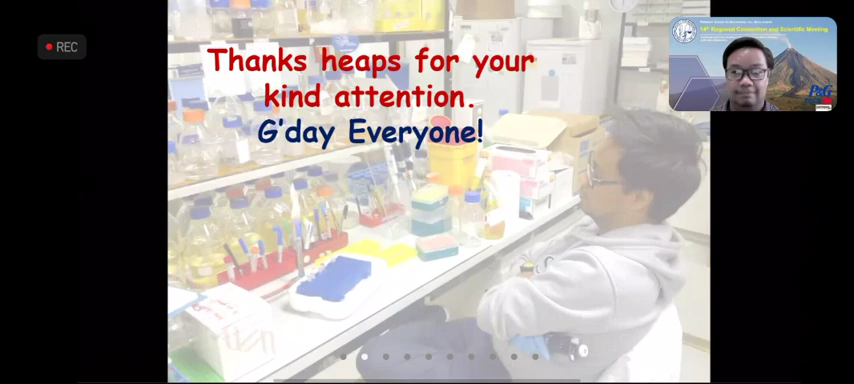 REC
14th Regional Convention and Scientific Meeting
Thanks heaps for your
kind attention.
G'day Everyone!
P&G